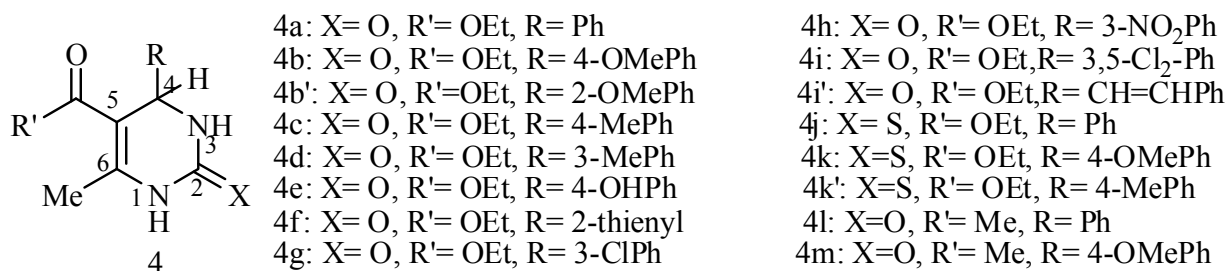 O
R
H
4
5
R'
NH
3
6
2
Me
1
N
H
X
4
4a: X= O, R'= OEt, R= Ph
4b: X= O, R'= OEt, R= 4-OMePh
4b': X= O, R'=OEt, R= 2-OMePh
4c: X= O, R'= OEt, R= 4-MePh
4d: X= O, R'= OEt, R= 3-MePh
4e: X= O, R'= OEt, R= 4-OHPh
4f: X= O, R'= OEt, R= 2-thienyl
4g: X= O, R'= OEt, R= 3-ClPh
4h: X= O, R'= OEt, R= 3-NO₂Ph
4i: X= O, R'= OEt,R= 3,5-Cl₂-Ph
4i': X= O, R'= OEt,R= CH=CHPh
4j: X= S, R'= OEt, R= Ph
4k: X=S, R'= OEt, R= 4-OMePh
4k': X=S, R'= OEt, R= 4-MePh
4l: X=O, R'= Me, R= Ph
4m: X=O, R'= Me, R= 4-OMePh